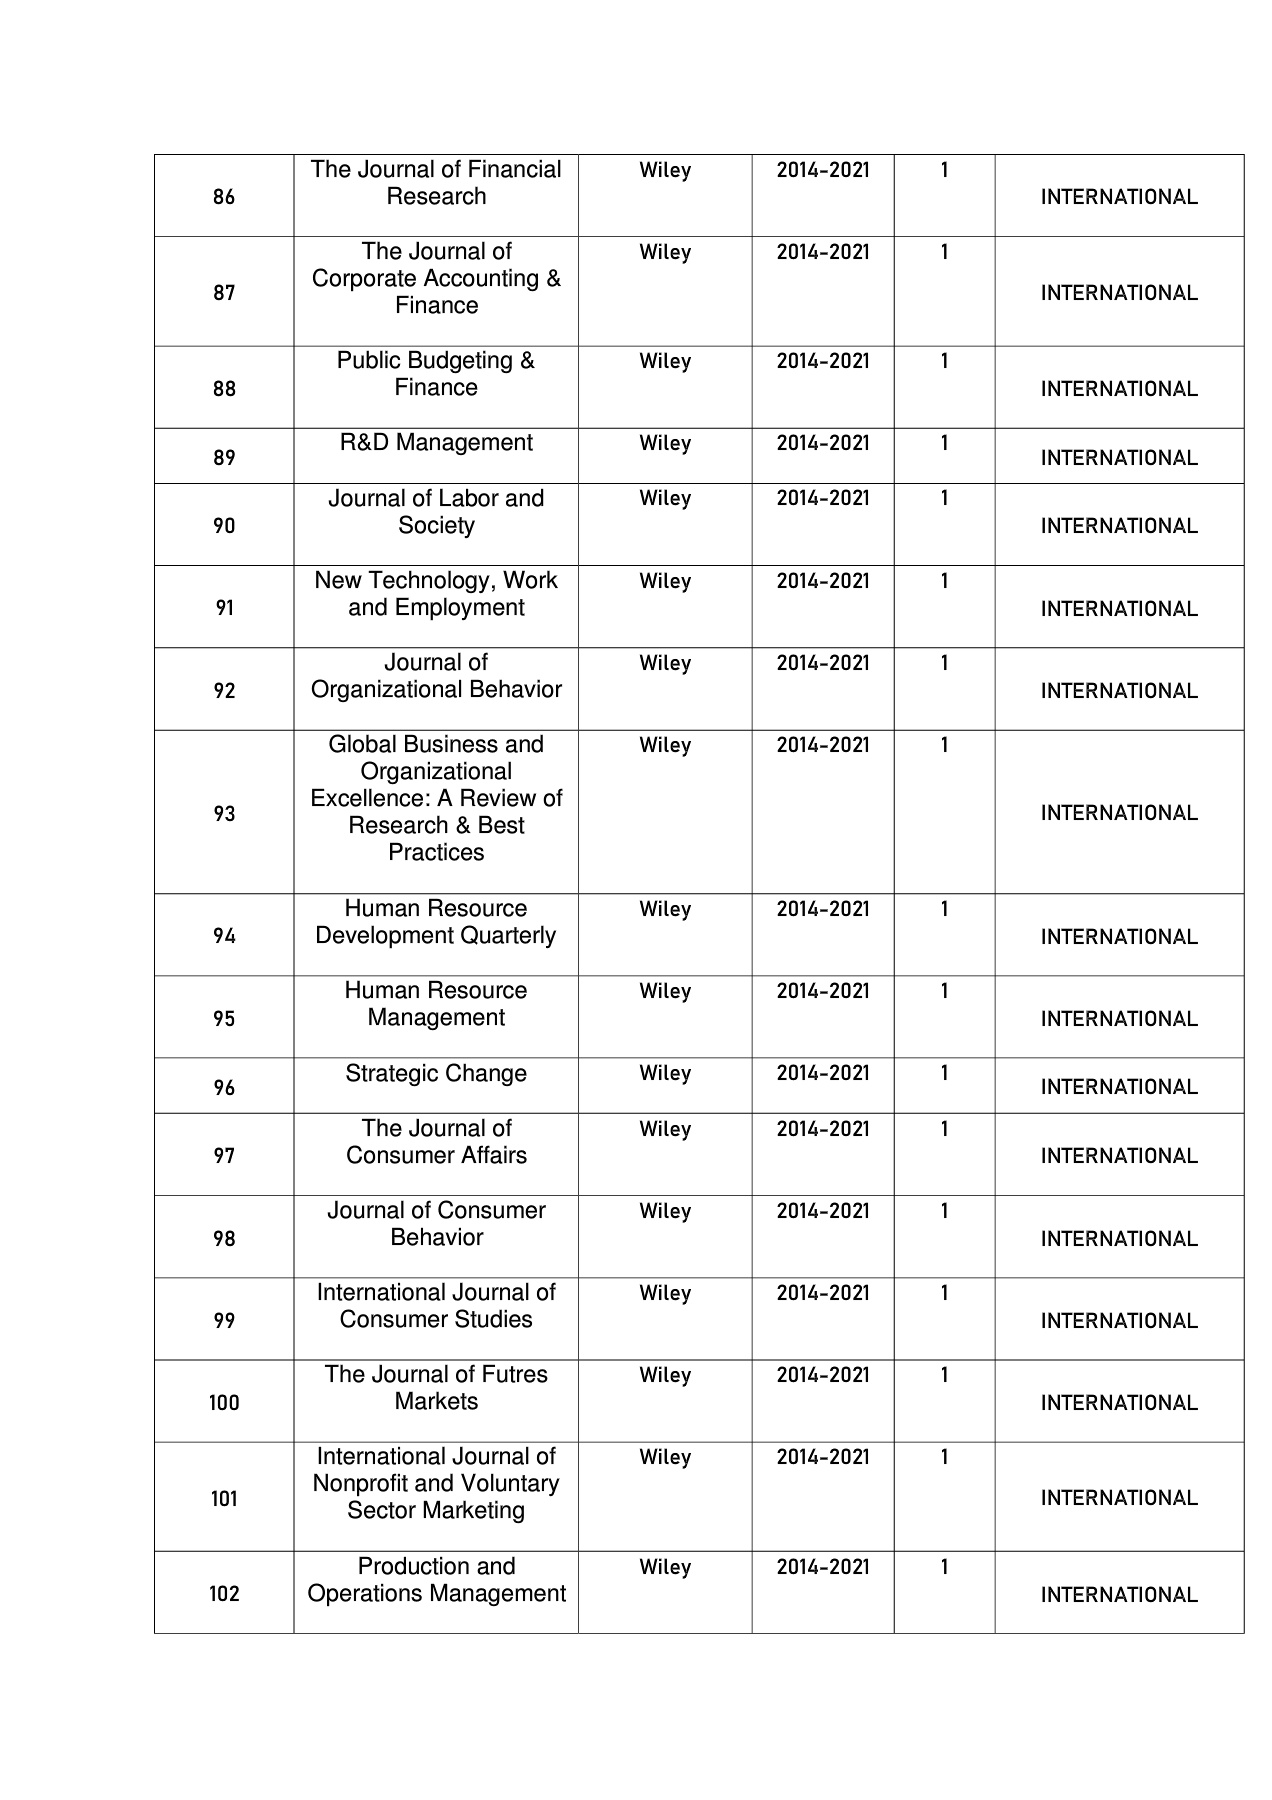 The Journal of Financial Wiley 2014-2021 1
86 Research INTERNATIONAL
The Journal of Wiley 2014-2021 1
Corporate Accounting &
87 INTERNATIONAL
Finance
Public Budgeting & Wiley 2014-2021 1
88 Finance INTERNATIONAL
R&D Management Wiley 2014-2021 1
89 INTERNATIONAL
Journal of Labor and Wiley 2014-2021 1
90 Society INTERNATIONAL
New Technology, Work Wiley 2014-2021 1
91 and Employment INTERNATIONAL
Journal of Wiley 2014-2021 1
92 Organizational Behavior INTERNATIONAL
Global Business and Wiley 2014-2021 1
Organizational
Excellence: A Review of
93 INTERNATIONAL
Research & Best
Practices
Human Resource Wiley 2014-2021 1
94 Development Quarterly INTERNATIONAL
Human Resource Wiley 2014-2021 1
95 Management INTERNATIONAL
Strategic Change Wiley 2014-2021 1
96 INTERNATIONAL
The Journal of Wiley 2014-2021 1
97 Consumer Affairs INTERNATIONAL
Journal of Consumer Wiley 2014-2021 1
98 Behavior INTERNATIONAL
International Journal of Wiley 2014-2021 1
99 Consumer Studies INTERNATIONAL
The Journal of Futres Wiley 2014-2021 1
100 Markets INTERNATIONAL
International Journal of Wiley 2014-2021 1
Nonprofit and Voluntary
101 INTERNATIONAL
Sector Marketing
Production and Wiley 2014-2021 1
102 Operations Management INTERNATIONAL